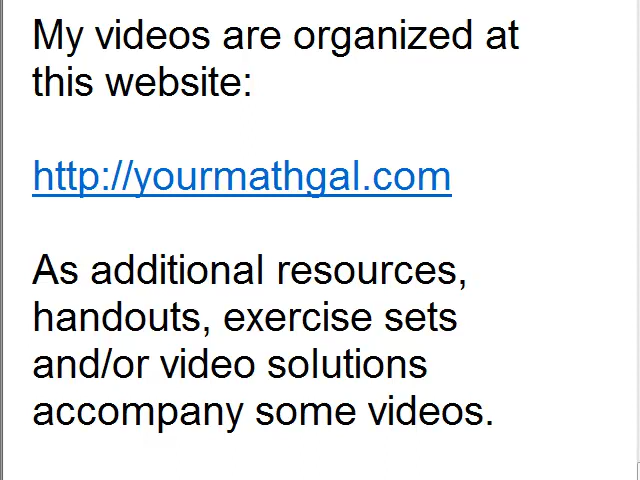 My videos are organized at
this website:
http://yourmathgal.com
As additional resources,
handouts, exercise sets
and/or video solutions
accompany some videos.